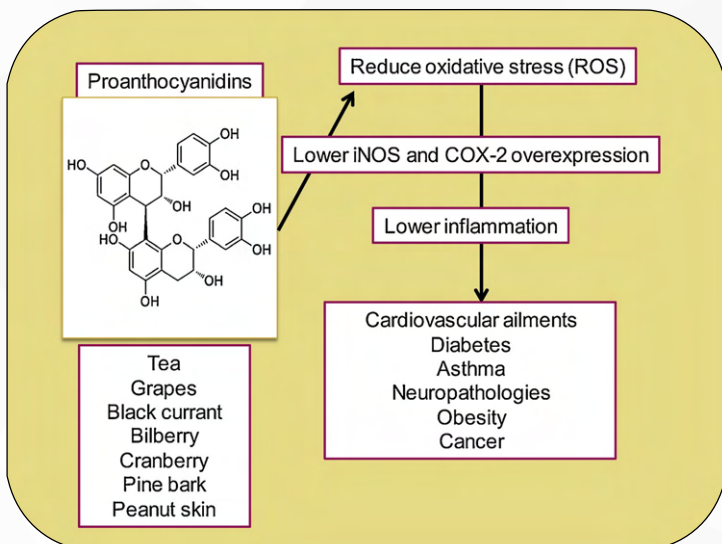 Proanthocyanidins
OH
OH
HO
O
OH
OH
OH
HO
O
OH
OH
OH
Tea
Grapes
Black currant
Bilberry
Cranberry
Pine bark
Peanut skin
Reduce oxidative stress (ROS)
Lower iNOS and COX-2 overexpression
Lower inflammation
Cardiovascular ailments
Diabetes
Asthma
Neuropathologies
Obesity
Cancer